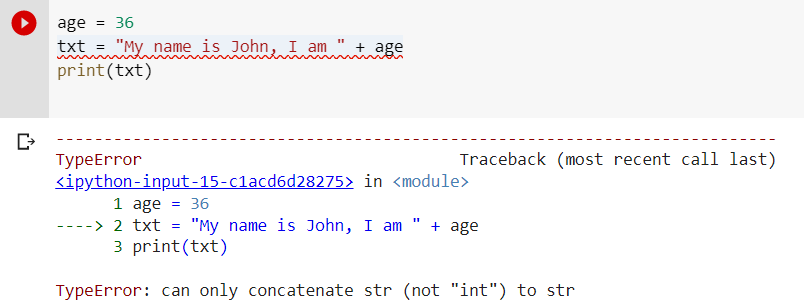 age = 36
txt = "My name is John, I am " + age
print(txt)
---------------------------------------------------------------------------
TypeError                                 Traceback (most recent call last)
<ipython-input-15-c1acd6d28275> in <module>
      1 age = 36
----> 2 txt = "My name is John, I am " + age
      3 print(txt)
TypeError: can only concatenate str (not "int") to str